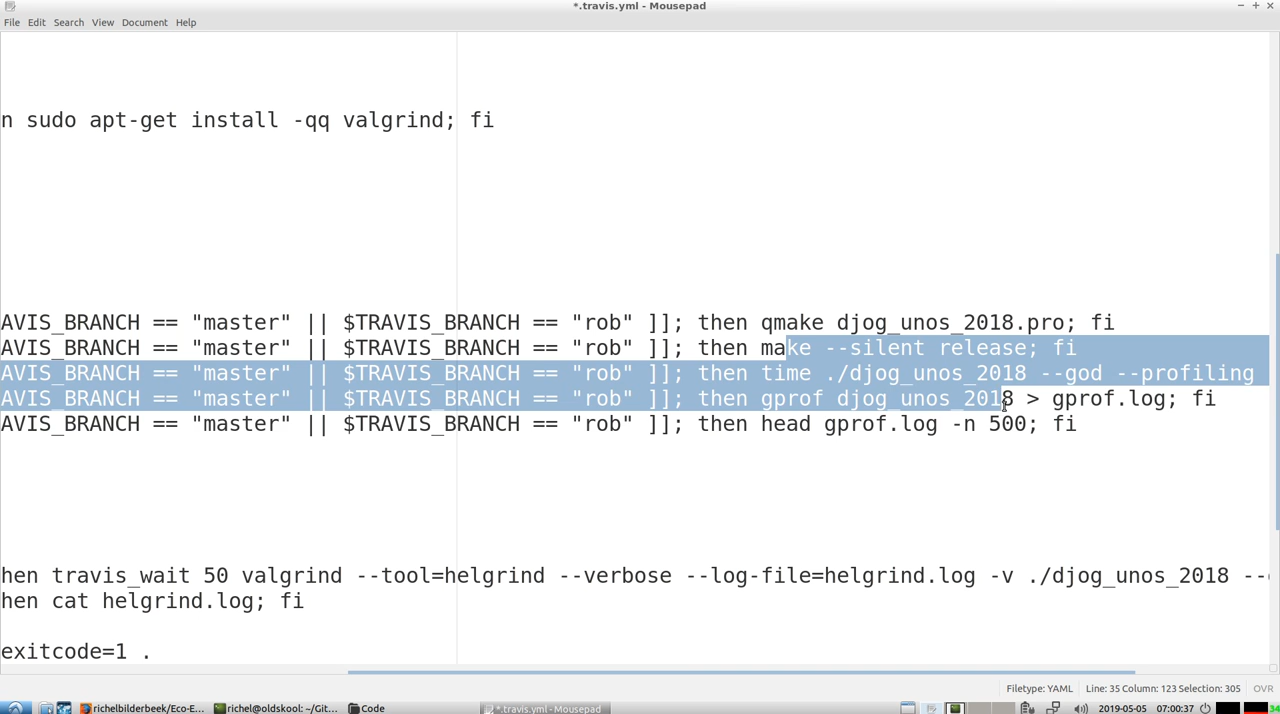 *.travis.yml - Mousepad
File Edit Search View Document Help
n sudo apt-get install -qq valgrind; fi
AVIS_BRANCH == "master" || $TRAVIS_BRANCH == "rob" ]]; then qmake djog_unos_2018.pro; fi
AVIS_BRANCH == "master" || $TRAVIS_BRANCH == "rob" ]]; then make --silent release; fi
AVIS_BRANCH == "master" || $TRAVIS_BRANCH == "rob" ]]; then time ./djog_unos_2018 --god --profiling
AVIS_BRANCH == "master" || $TRAVIS_BRANCH == "rob" ]]; then gprof djog_unos_2018 > gprof.log; fi
AVIS_BRANCH == "master" || $TRAVIS_BRANCH == "rob" ]]; then head gprof.log -n 500; fi
hen travis_wait 50 valgrind --tool=helgrind --verbose --log-file=helgrind.log -v ./djog_unos_2018 --
hen cat helgrind.log; fi
exitcode=1 .
Filetype: YAML Line: 35 Column: 123 Selection: 305 OVR
richelbilderbeek/Eco-E... richel@oldskool: ~/Git... Code *.travis.yml - Mousepad 2019-05-05 07:00:37 34